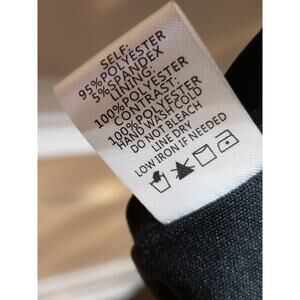 SELF:
95%POLYESTER
5%SPANDEX
LINING:
100%POLYESTER
CONTRAST:
100%POLYESTER
HAND WASH COLD
DO NOT BLEACH
LINE DRY
LOW IRON IF NEEDED